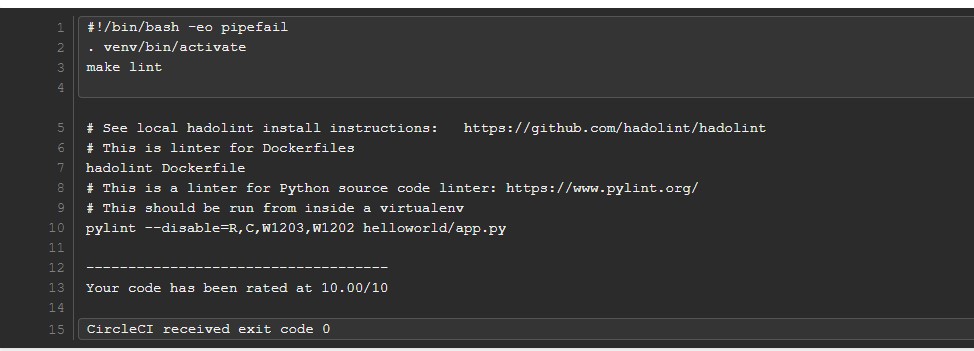 1 #!/bin/bash -eo pipefail
2 . venv/bin/activate
3 make lint
4
5 # See local hadolint install instructions:   https://github.com/hadolint/hadolint
6 # This is linter for Dockerfiles
7 hadolint Dockerfile
8 # This is a linter for Python source code linter: https://www.pylint.org/
9 # This should be run from inside a virtualenv
10 pylint --disable=R,C,W1203,W1202 helloworld/app.py
11
12 ------------------------------------
13 Your code has been rated at 10.00/10
14
15 CircleCI received exit code 0